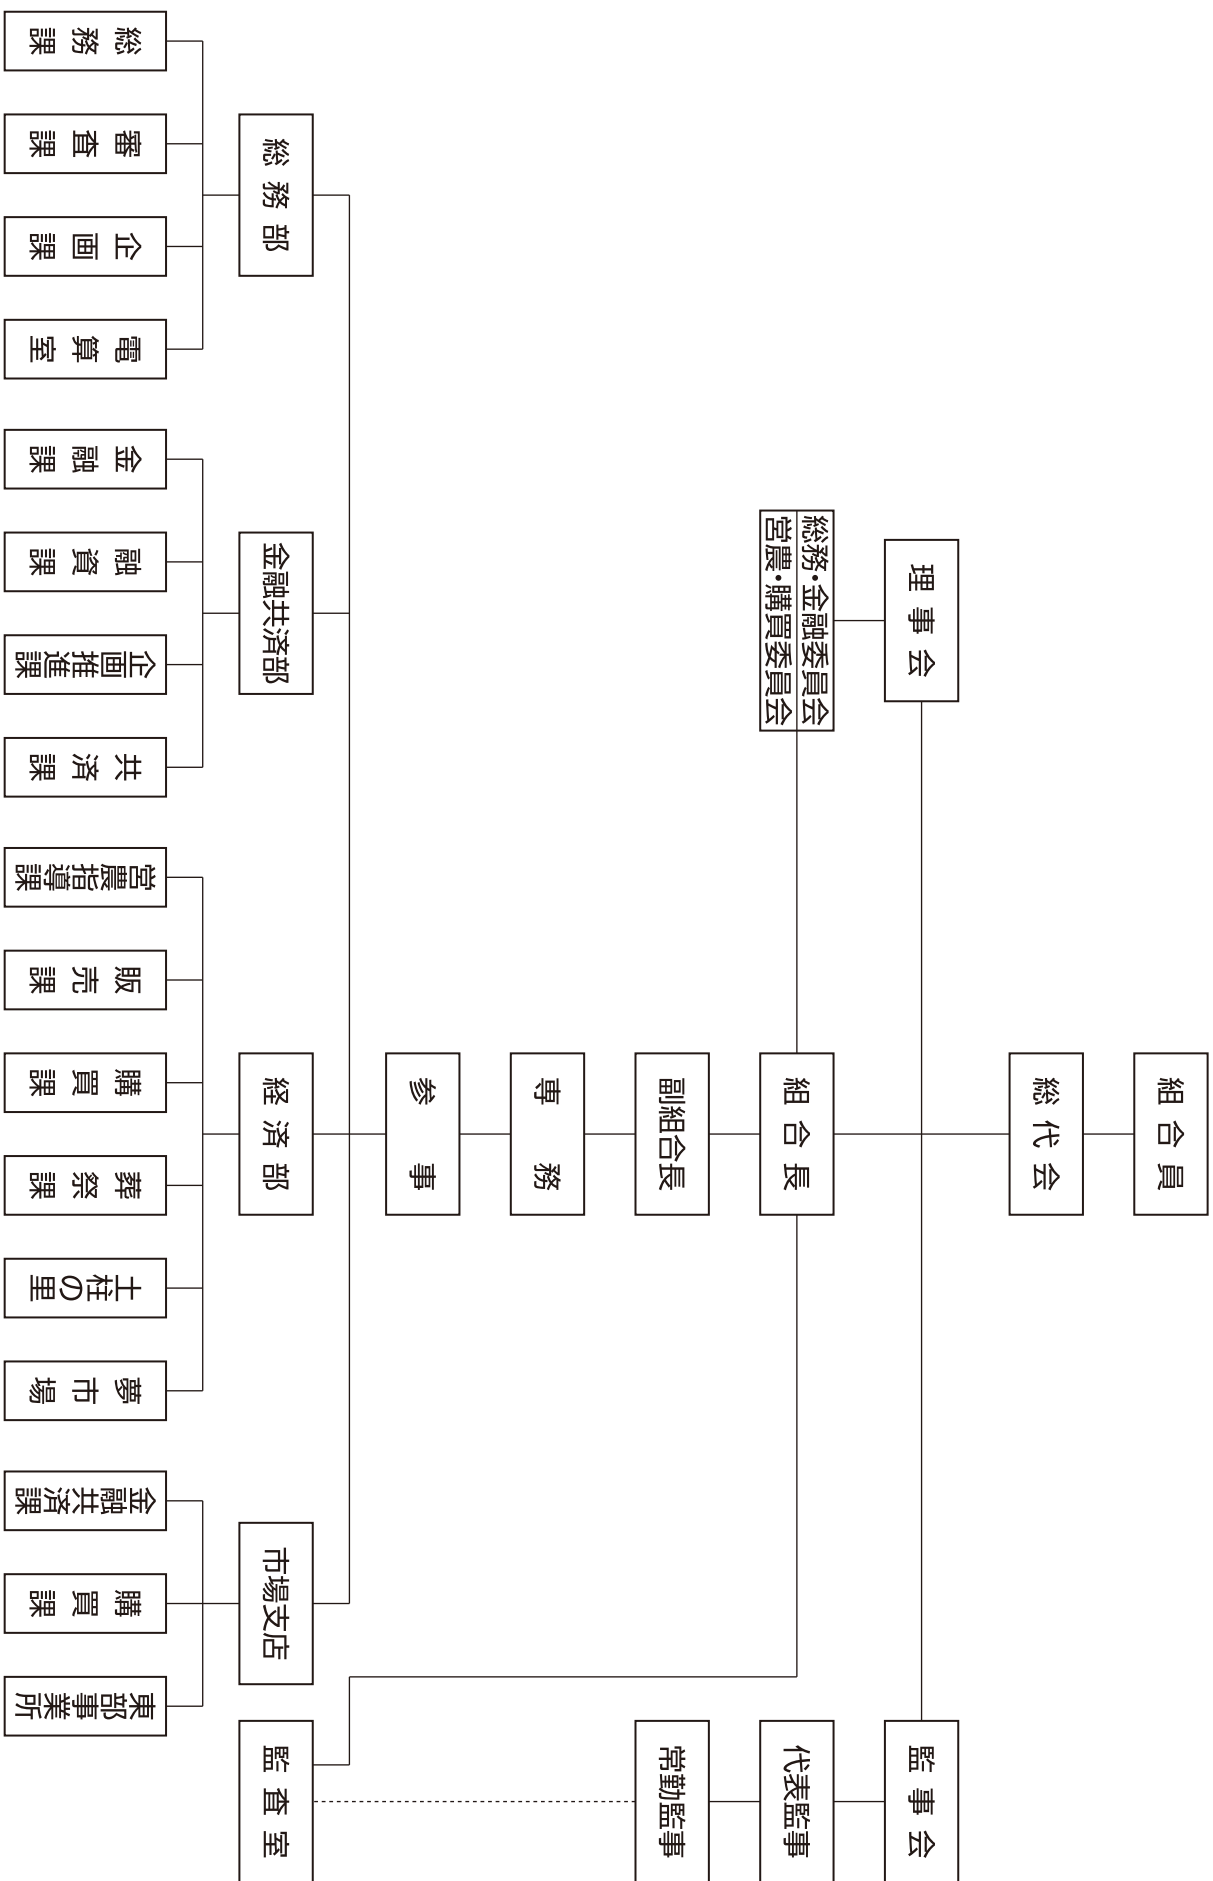 組合員
総代会
理事会
監事会
総務・金融委員会
営農・購買委員会
組合長
代表監事
副組合長
常勤監事
専務
参事
総務部
金融共済部
経済部
市場支店
監査室
総務課
審査課
企画課
電算室
金融課
融資課
企画推進課
共済課
営農指導課
販売課
購買課
葬祭課
土柱の里
夢市場
金融共済課
購買課
東部事業所